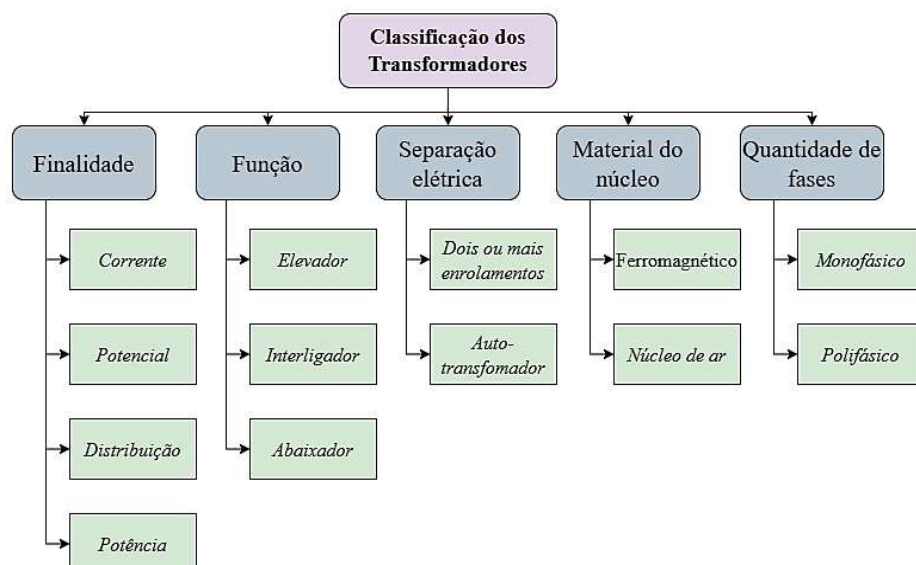 Classificação dos
Transformadores
Finalidade
Função
Separação
elétrica
Material do
núcleo
Quantidade de
fases
Corrente
Elevador
Dois ou mais
enrolamentos
Ferromagnético
Monofásico
Potencial
Interligador
Auto-
transfomador
Núcleo de ar
Polifásico
Distribuição
Abaixador
Potência